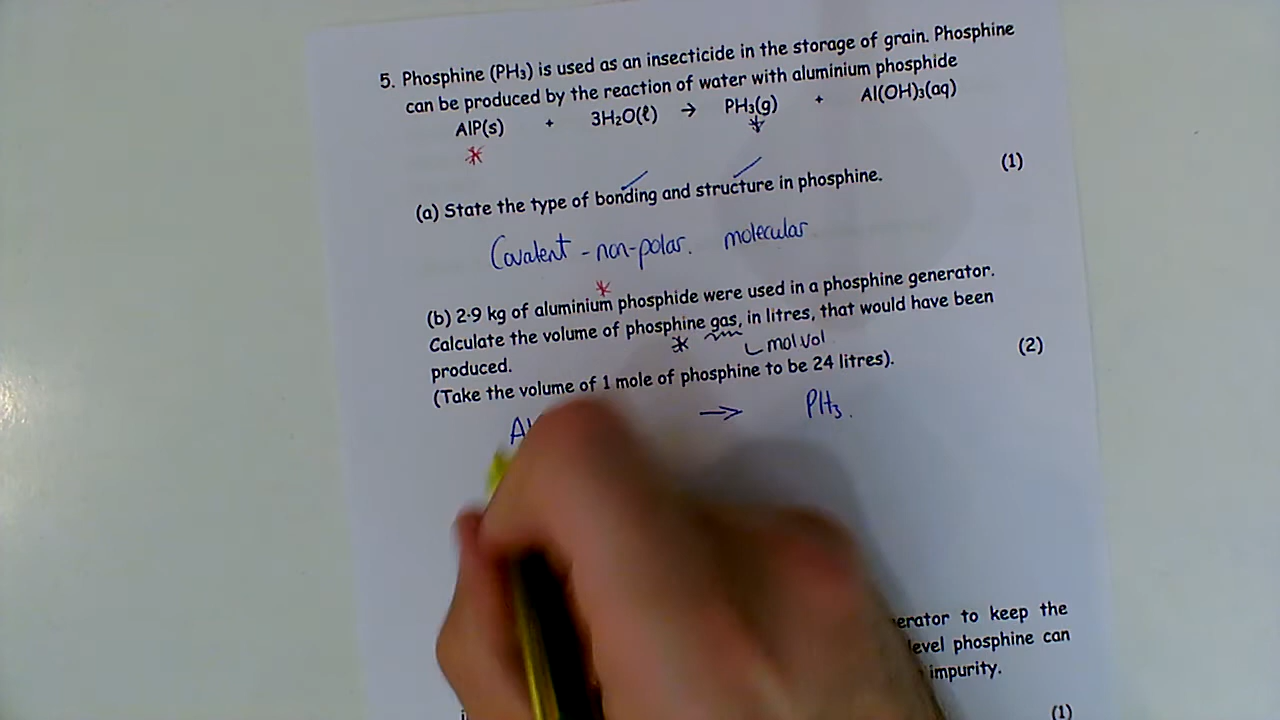 5. Phosphine (PH₃) is used as an insecticide in the storage of grain. Phosphine
can be produced by the reaction of water with aluminium phosphide
AlP(s) + 3H₂O(ℓ) → PH₃(g) + Al(OH)₃(aq)
* *
(a) State the type of bonding and structure in phosphine. (1)
Covalent - non-polar. molecular
*
(b) 2·9 kg of aluminium phosphide were used in a phosphine generator.
Calculate the volume of phosphine gas, in litres, that would have been
* mol vol
produced. (2)
(Take the volume of 1 mole of phosphine to be 24 litres).
→ PH₃.
to keep the
level phosphine can
impurity.
(1)